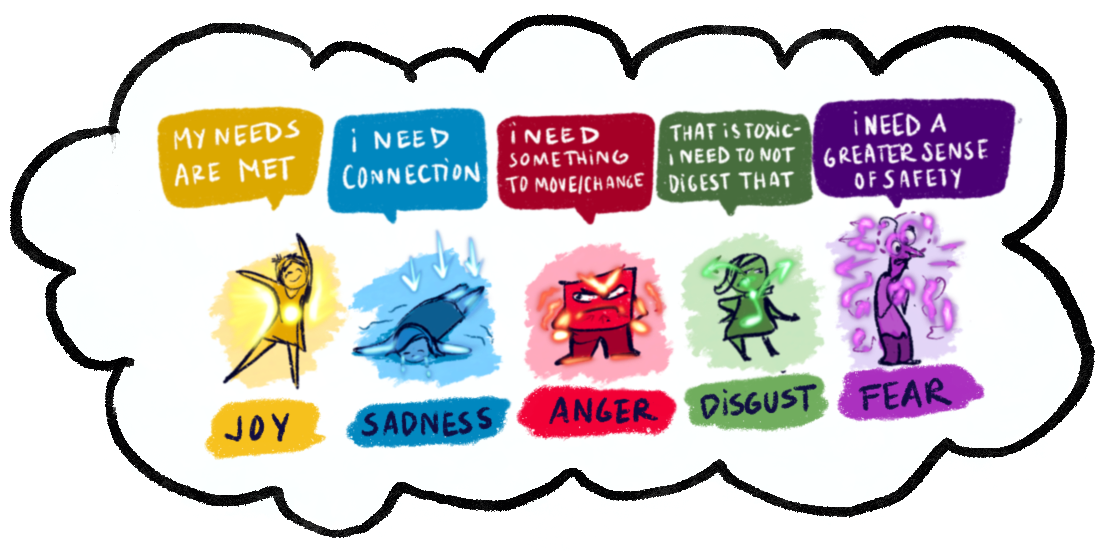 MY NEEDS
ARE MET
i NEED
CONNECTiON
i NEED
SOMETHiNG
TO MOVE/CHANGE
THAT iS TOXiC-
i NEED TO NOT
DiGEST THAT
i NEED A
GREATER SENSE
OF SAFETY
JOY
SADNESS
ANGER
DiSGUST
FEAR